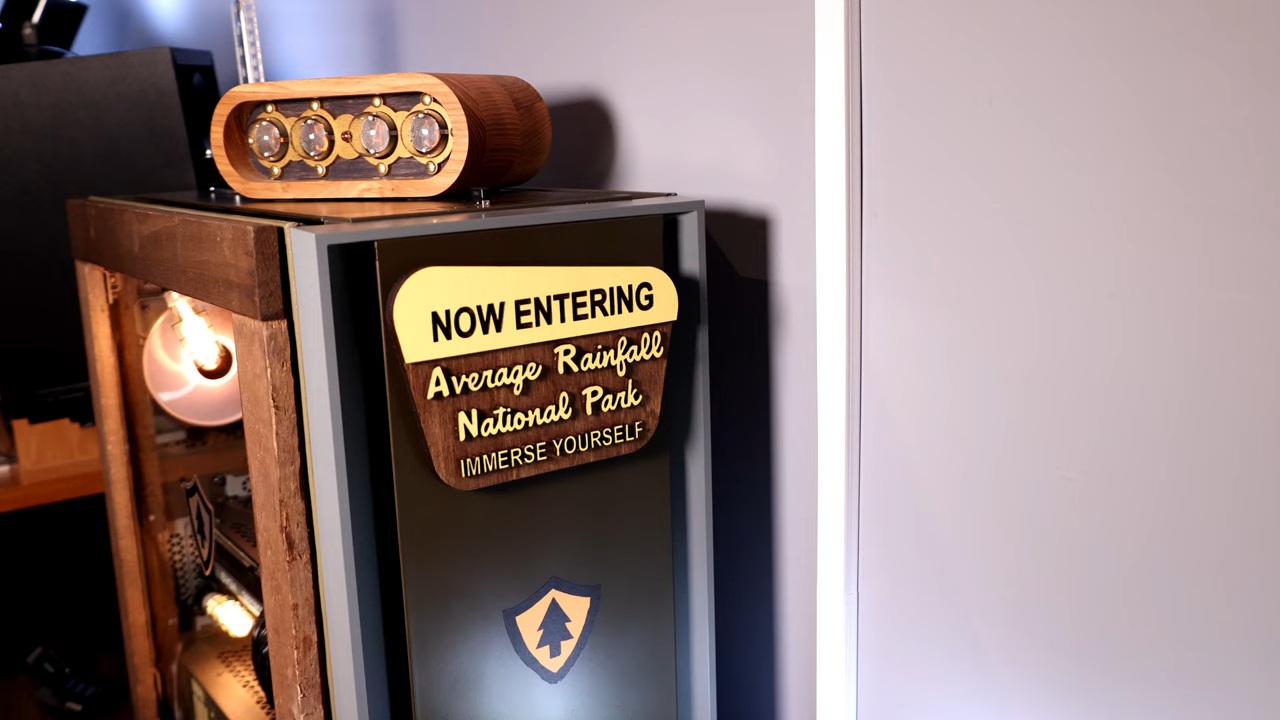 NOW ENTERING
Average Rainfall
National Park
IMMERSE YOURSELF